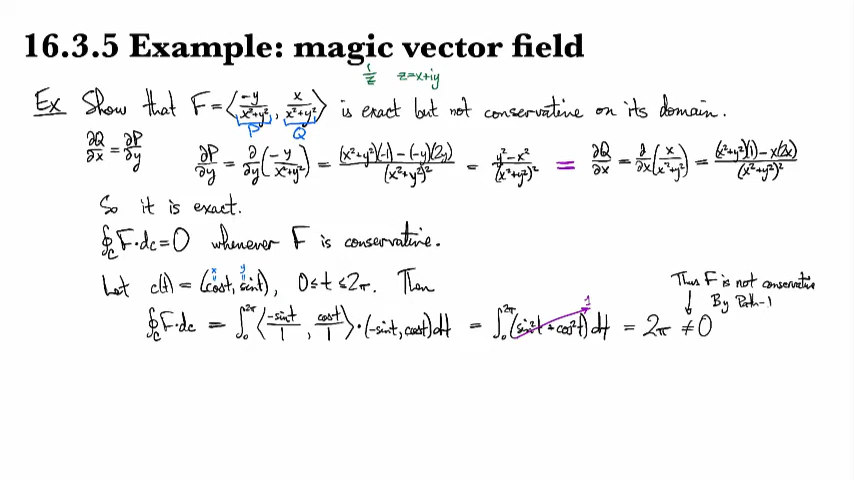 16.3.5 Example: magic vector field
1/z z=x+iy
Ex Show that F = ⟨-y/(x²+y²), x/(x²+y²)⟩ is exact but not conservative on its domain.
P Q
∂Q/∂x = ∂P/∂y ∂P/∂y = ∂/∂y(-y/(x²+y²)) = ((x²+y²)(-1) - (-y)(2y))/(x²+y²)² = (y²-x²)/(x²+y²)² = ∂Q/∂x = ∂/∂x(x/(x²+y²)) = ((x²+y²)(1) - x(2x))/(x²+y²)²
So it is exact.
∮_C F·dc = 0 whenever F is conservative.
x y
Let c(t) = (cost, sint), 0≤t≤2π. Then
Thus F is not conservative
By Path-1
∮_C F·dc = ∫₀^2π ⟨-sint/1, cost/1⟩·(-sint, cost)dt = ∫₀^2π (sin²t+cos²t)dt = 2π ≠ 0
1